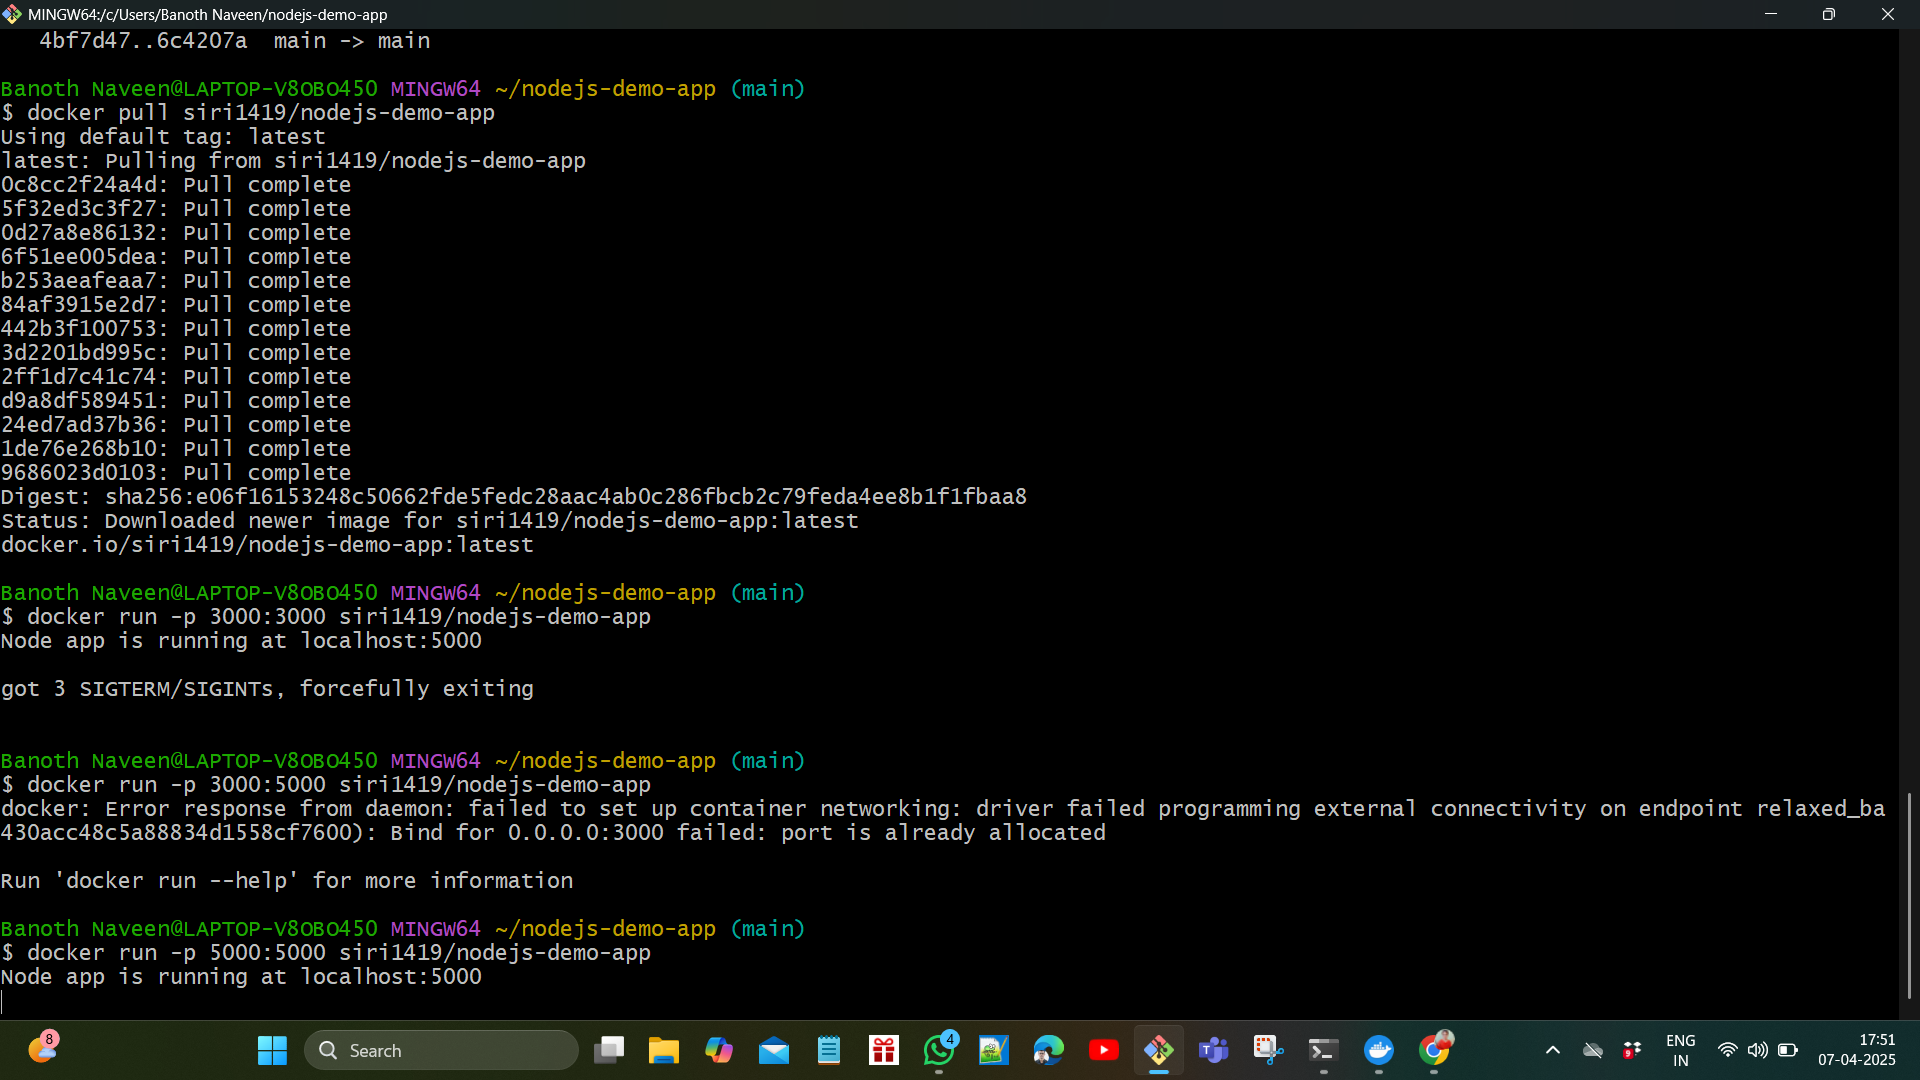 MINGW64:/c/Users/Banoth Naveen/nodejs-demo-app
4bf7d47..6c4207a  main -> main
Banoth Naveen@LAPTOP-V8OBO450 MINGW64 ~/nodejs-demo-app (main)
$ docker pull siri1419/nodejs-demo-app
Using default tag: latest
latest: Pulling from siri1419/nodejs-demo-app
0c8cc2f24a4d: Pull complete
5f32ed3c3f27: Pull complete
0d27a8e86132: Pull complete
6f51ee005dea: Pull complete
b253aeafeaa7: Pull complete
84af3915e2d7: Pull complete
442b3f100753: Pull complete
3d2201bd995c: Pull complete
2ff1d7c41c74: Pull complete
d9a8df589451: Pull complete
24ed7ad37b36: Pull complete
1de76e268b10: Pull complete
9686023d0103: Pull complete
Digest: sha256:e06f16153248c50662fde5fedc28aac4ab0c286fbcb2c79feda4ee8b1f1fbaa8
Status: Downloaded newer image for siri1419/nodejs-demo-app:latest
docker.io/siri1419/nodejs-demo-app:latest
Banoth Naveen@LAPTOP-V8OBO450 MINGW64 ~/nodejs-demo-app (main)
$ docker run -p 3000:3000 siri1419/nodejs-demo-app
Node app is running at localhost:5000
got 3 SIGTERM/SIGINTs, forcefully exiting
Banoth Naveen@LAPTOP-V8OBO450 MINGW64 ~/nodejs-demo-app (main)
$ docker run -p 3000:5000 siri1419/nodejs-demo-app
docker: Error response from daemon: failed to set up container networking: driver failed programming external connectivity on endpoint relaxed_ba
430acc48c5a88834d1558cf7600): Bind for 0.0.0.0:3000 failed: port is already allocated
Run 'docker run --help' for more information
Banoth Naveen@LAPTOP-V8OBO450 MINGW64 ~/nodejs-demo-app (main)
$ docker run -p 5000:5000 siri1419/nodejs-demo-app
Node app is running at localhost:5000
8
Search
4
9
ENG
IN
17:51
07-04-2025